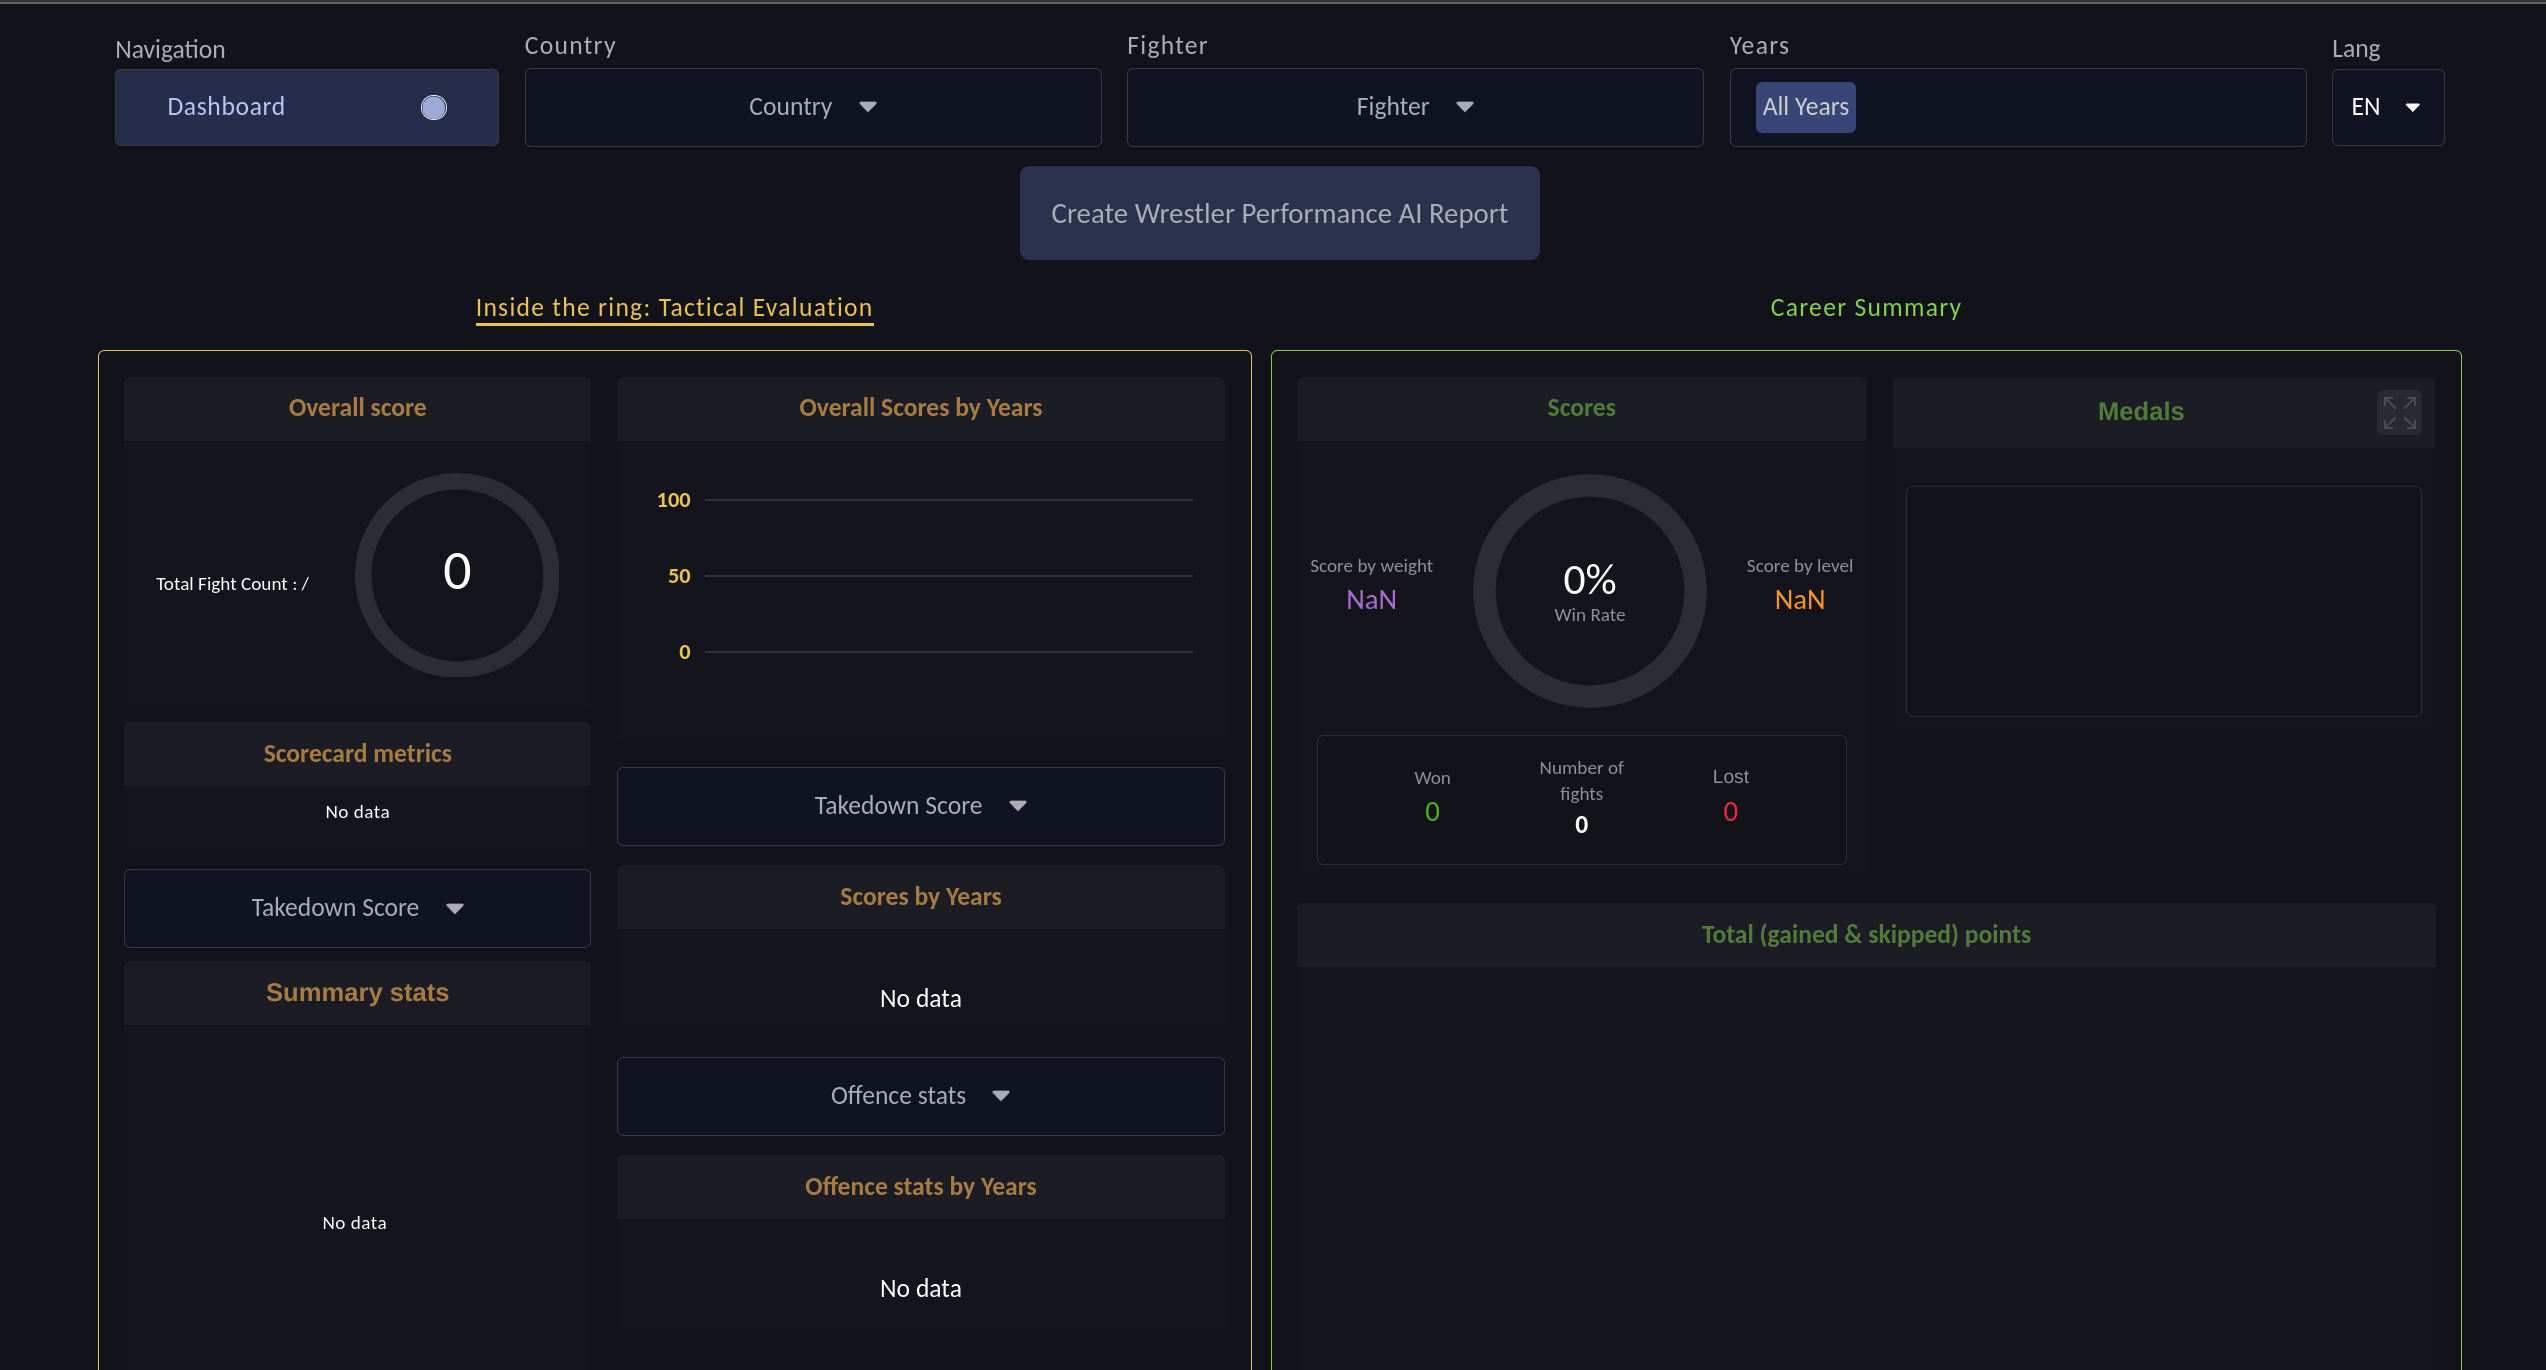 Navigation
Dashboard
Country
Country
Fighter
Fighter
Years
All Years
Lang
EN
Create Wrestler Performance AI Report
Inside the ring: Tactical Evaluation
Overall score
Total Fight Count : /
0
Scorecard metrics
No data
Takedown Score
Summary stats
No data
Overall Scores by Years
100
50
0
Takedown Score
Scores by Years
No data
Offence stats
Offence stats by Years
No data
Career Summary
Scores
Score by weight
NaN
0%
Win Rate
Score by level
NaN
Won
0
Number of
fights
0
Lost
0
Medals
Total (gained & skipped) points